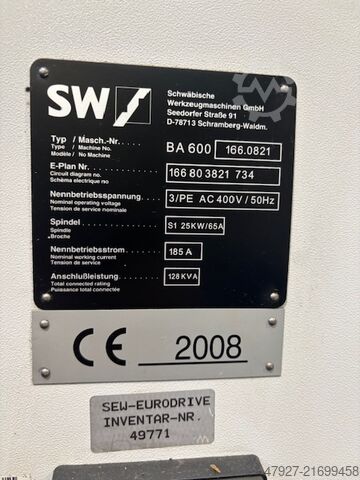 SW
Schwäbische
Werkzeugmaschinen GmbH
Seedorfer Straße 91
D-78713 Schramberg-Waldm.
Typ / Masch.-Nr. BA 600 166.0821
Type / Machine No.
Modèle / No Machine
E-Plan Nr. 166 80 3821 734
Circuit diagram no.
Schéma electrique no
Nennbetriebsspannung 3/PE AC 400V / 50Hz
Nominal operating voltage
Tension de service nominale
Spindel S1 25KW/65A
Spindle
Broche
Nennbetriebsstrom 185 A
Nominal working current
Tension de service
Anschlußleistung 128 KVA
Total connected rating
Puissance total connectée
CE 2008
SEW-EURODRIVE
INVENTAR-NR.
49771
47927-21699458